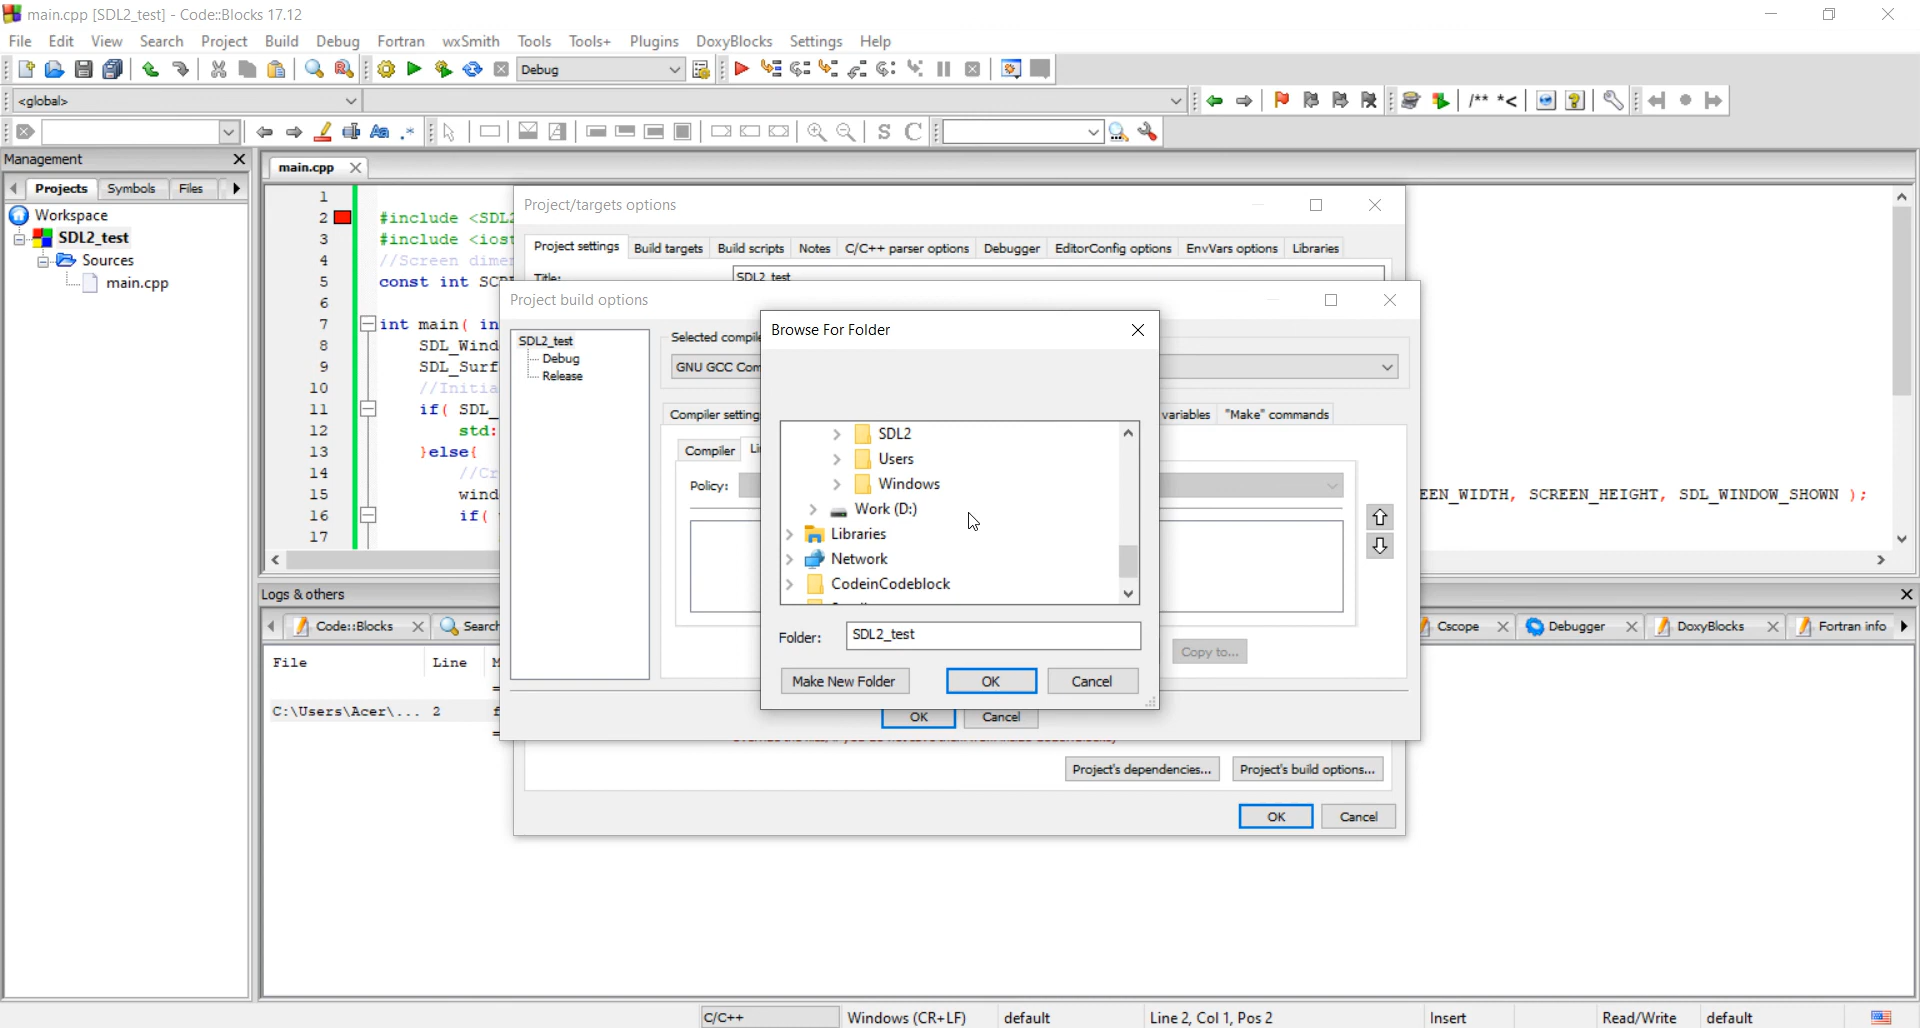 main.cpp [SDL2_test] - Code::Blocks 17.12
File Edit View Search Project Build Debug Fortran wxSmith Tools Tools+ Plugins DoxyBlocks Settings Help
Debug
<global>
/** *<
Aa .* S C
Management
main.cpp
Projects Symbols Files
Workspace
SDL2_test
Sources
main.cpp
1
2 #include <SDL2
3 #include <iost
4 //Screen dimen
5 const int SCR
6
7 int main( in
8 SDL_Wind
9 SDL_Surf
10 //Initia
11 if( SDL_
12 std:
13 }else{
14 //Cr
15 wind
EEN_WIDTH, SCREEN_HEIGHT, SDL_WINDOW_SHOWN );
16 if(
17
Project/targets options
Project settings Build targets Build scripts Notes C/C++ parser options Debugger EditorConfig options EnvVars options Libraries
Title: SDL2_test
Project build options
SDL2_test
Debug
Release
Selected compile
GNU GCC Com
Compiler setting
variables "Make" commands
Compiler Li
Policy:
Copy to...
OK Cancel
Browse For Folder
SDL2
Users
Windows
Work (D:)
Libraries
Network
CodeinCodeblock
Folder: SDL2_test
Make New Folder OK Cancel
Project's dependencies... Project's build options...
OK Cancel
Logs & others
Code::Blocks Search
Cscope Debugger DoxyBlocks Fortran info
File Line M
C:\Users\Acer\... 2 f
C/C++ Windows (CR+LF) default Line 2, Col 1, Pos 2 Insert Read/Write default